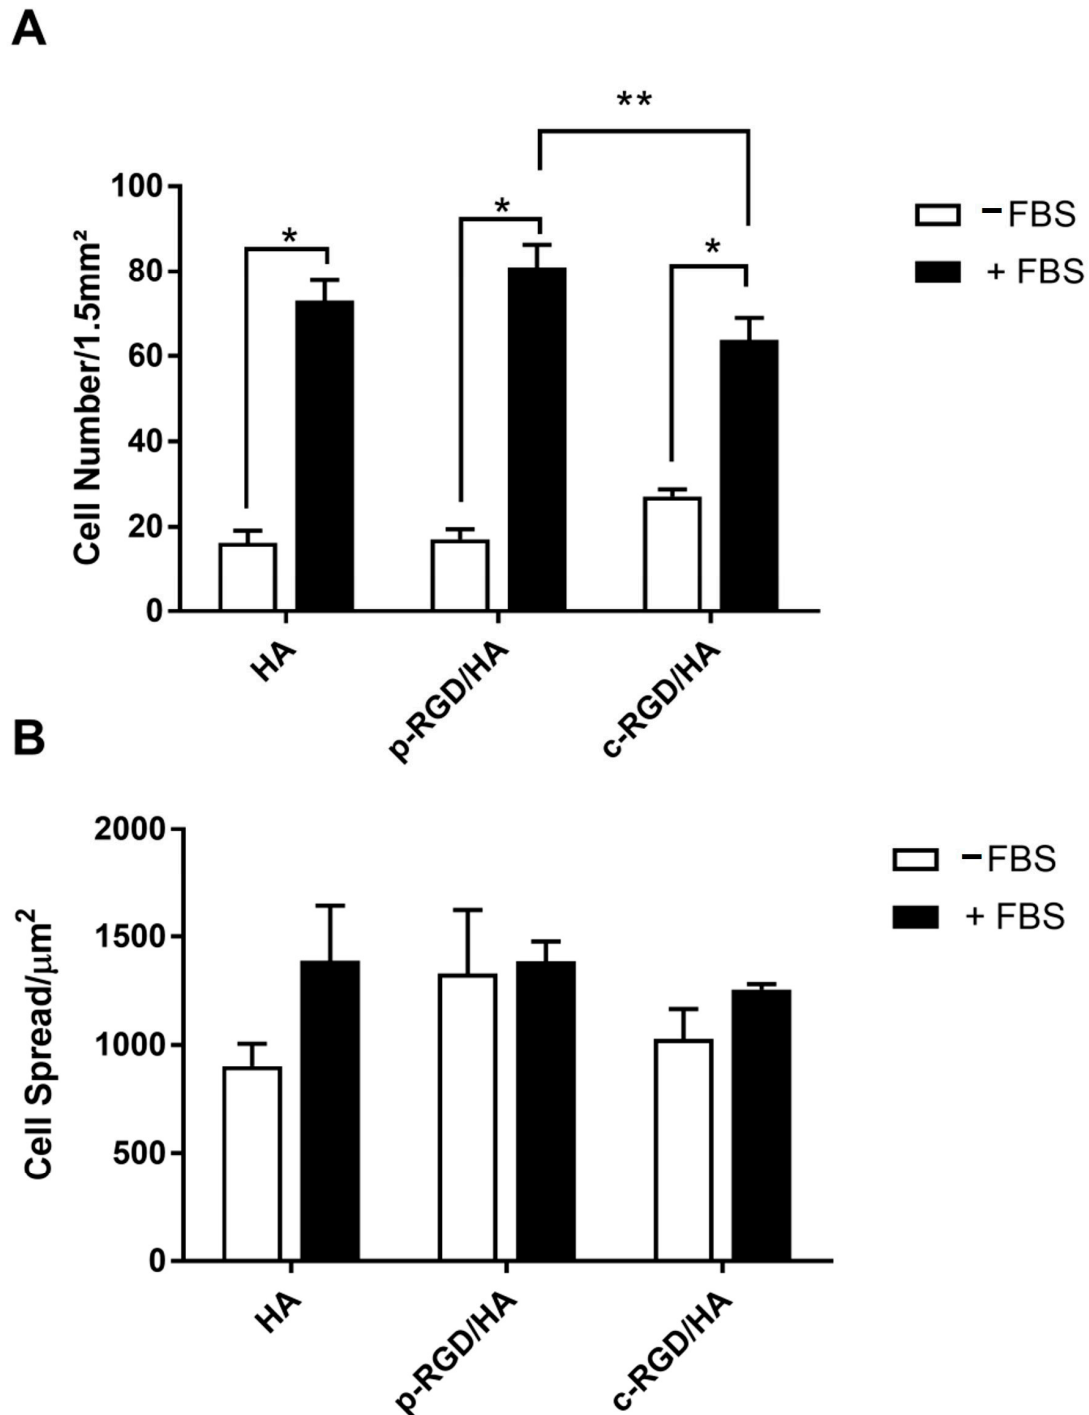 A
**
100
80
60
40
20
0
Cell Number/1.5mm²
*
*
*
– FBS
+ FBS
HA
p-RGD/HA
c-RGD/HA
B
2000
1500
1000
500
0
Cell Spread/μm²
– FBS
+ FBS
HA
p-RGD/HA
c-RGD/HA